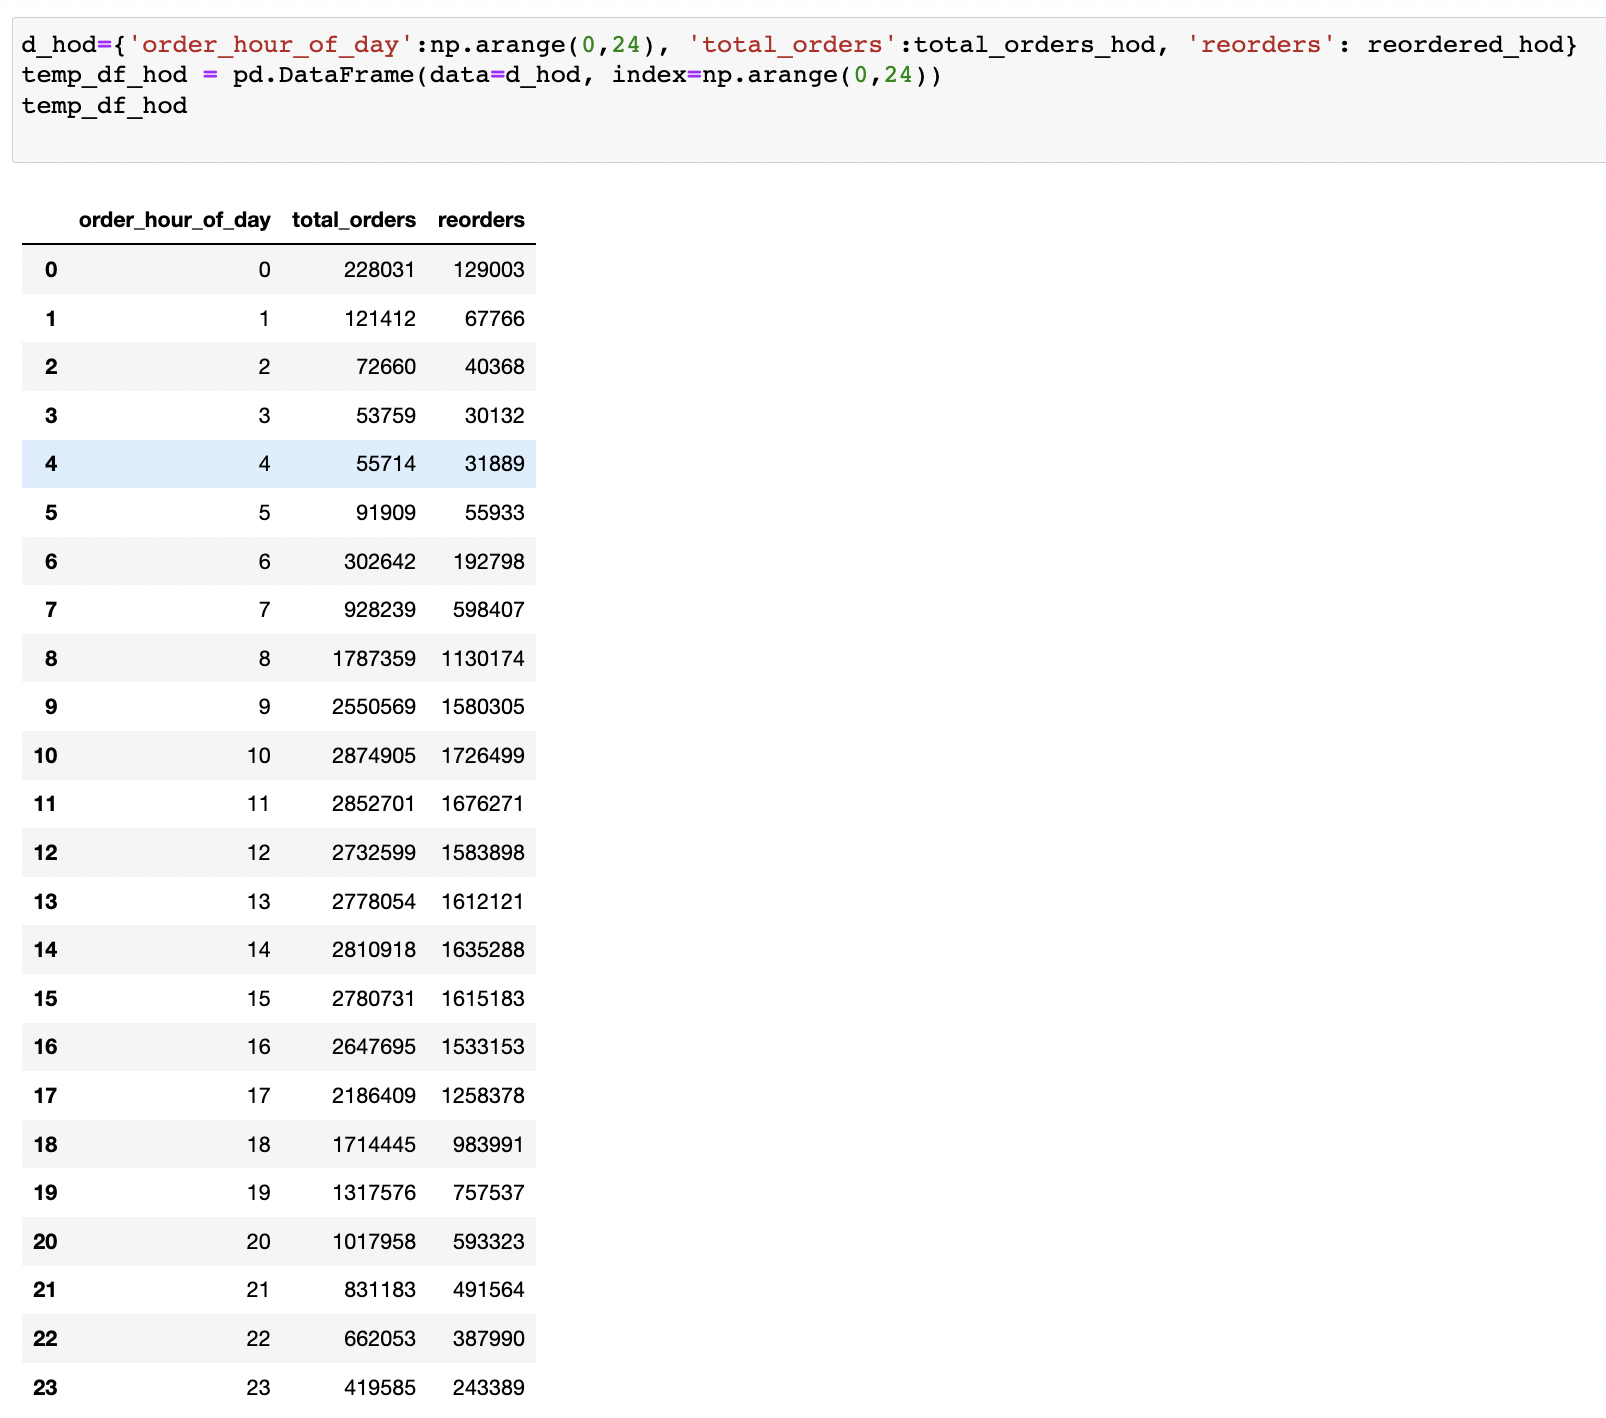 d_hod={'order_hour_of_day':np.arange(0,24), 'total_orders':total_orders_hod, 'reorders': reordered_hod}
temp_df_hod = pd.DataFrame(data=d_hod, index=np.arange(0,24))
temp_df_hod
order_hour_of_day total_orders reorders
0 0 228031 129003
1 1 121412 67766
2 2 72660 40368
3 3 53759 30132
4 4 55714 31889
5 5 91909 55933
6 6 302642 192798
7 7 928239 598407
8 8 1787359 1130174
9 9 2550569 1580305
10 10 2874905 1726499
11 11 2852701 1676271
12 12 2732599 1583898
13 13 2778054 1612121
14 14 2810918 1635288
15 15 2780731 1615183
16 16 2647695 1533153
17 17 2186409 1258378
18 18 1714445 983991
19 19 1317576 757537
20 20 1017958 593323
21 21 831183 491564
22 22 662053 387990
23 23 419585 243389